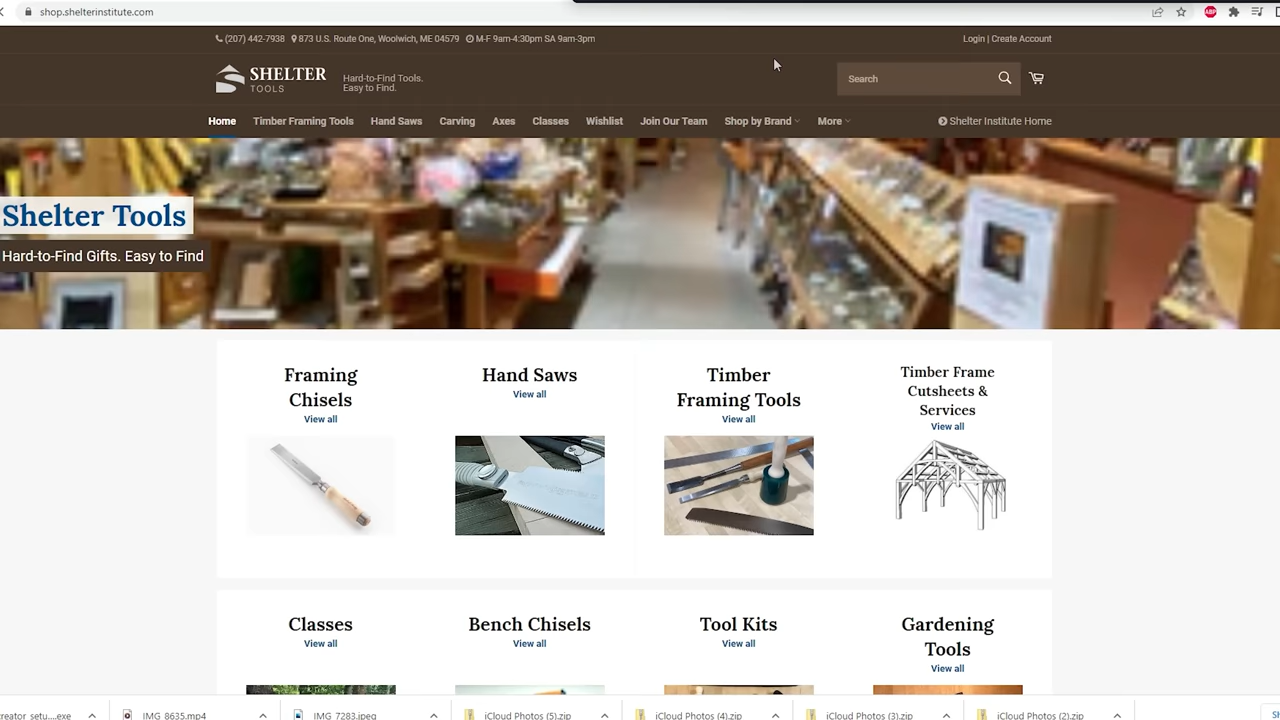 shop.shelterinstitute.com
ABP
(207) 442-7938 873 U.S. Route One, Woolwich, ME 04579 M-F 9am-4:30pm SA 9am-3pm
Login | Create Account
SHELTER
TOOLS
Hard-to-Find Tools.
Easy to Find.
Search
Home Timber Framing Tools Hand Saws Carving Axes Classes Wishlist Join Our Team Shop by Brand More Shelter Institute Home
Shelter Tools
Hard-to-Find Gifts. Easy to Find
Framing
Chisels
View all
Hand Saws
View all
Timber
Framing Tools
View all
Timber Frame
Cutsheets &
Services
View all
Classes
View all
Bench Chisels
View all
Tool Kits
View all
Gardening
Tools
View all
creator_setu....exe IMG_8635.mp4 IMG_7283.jpeg iCloud Photos (5).zip iCloud Photos (4).zip iCloud Photos (3).zip iCloud Photos (2).zip